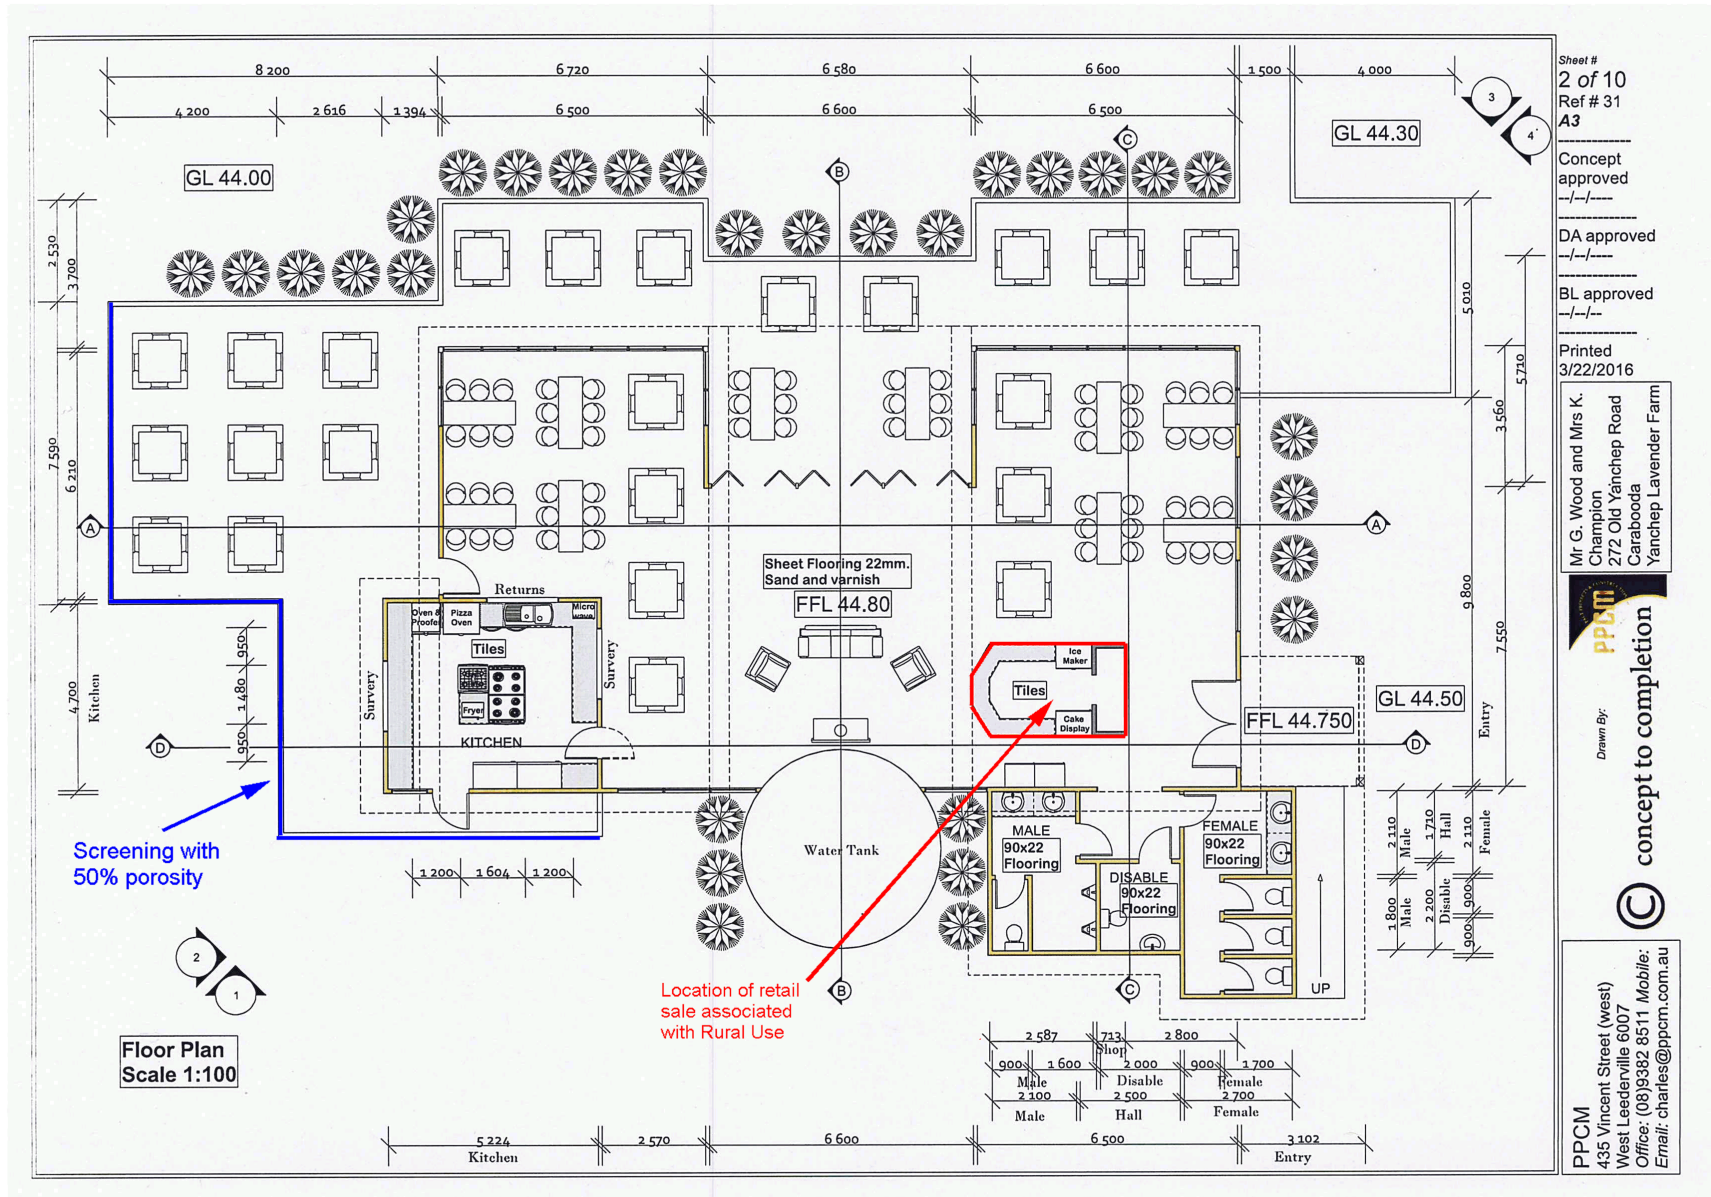 8 200
6 720
6 580
6 600
1 500
4 000
4 200
2 616
1 394
6 500
6 600
6 500
GL 44.00
GL 44.30
3
4
C
B
2 530
3 700
7 590
6 210
4 700
Kitchen
950
1 480
950
A
A
5 010
5 710
3 560
9 800
7 550
Entry
Sheet Flooring 22mm.
Sand and varnish
FFL 44.80
Returns
Oven &
Proofer
Pizza
Oven
Micro
wave
Tiles
Survery
Survery
Fryer
KITCHEN
Ice
Maker
Tiles
Cake
Display
FFL 44.750
GL 44.50
D
D
Screening with
50% porosity
1 200
1 604
1 200
Water Tank
MALE
90x22
Flooring
DISABLE
90x22
Flooring
FEMALE
90x22
Flooring
UP
2 110
Male
1 710
Hall
2 110
Female
1 800
Male
2 200
Disable
900
900
2
1
B
C
Location of retail
sale associated
with Rural Use
Floor Plan
Scale 1:100
2 587
713
2 800
Shop
900
1 600
2 000
900
1 700
Male
Disable
Female
2 100
2 500
2 700
Male
Hall
Female
5 224
2 570
6 600
6 500
3 102
Kitchen
Entry
Sheet #
2 of 10
Ref # 31
A3
Concept
approved
--/--/----
DA approved
--/--/----
BL approved
--/--/--
Printed
3/22/2016
Mr G. Wood and Mrs K.
Champion
272 Old Yanchep Road
Carabooda
Yanchep Lavender Farm
PPCM
Drawn By:
© concept to completion
PPCM
435 Vincent Street (west)
West Leederville 6007
Office: (08)9382 8511 Mobile:
Email: charles@ppcm.com.au